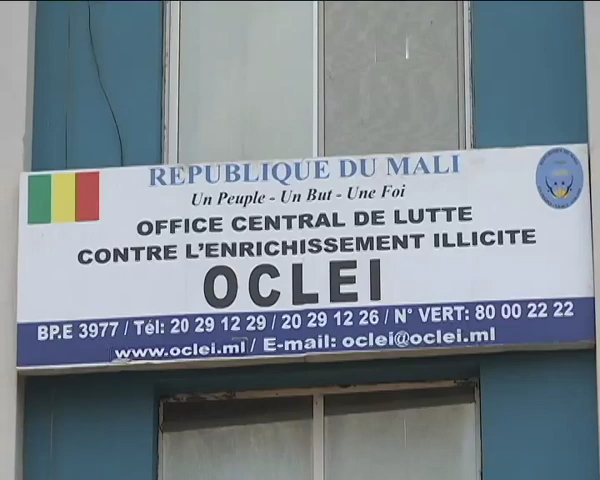 REPUBLIQUE DU MALI
Un Peuple - Un But - Une Foi
OFFICE CENTRAL DE LUTTE
CONTRE L'ENRICHISSEMENT ILLICITE
OCLEI
BP.E 3977 / Tél: 20 29 12 29 / 20 29 12 26 / N° VERT: 80 00 22 22
www.oclei.ml / E-mail: oclei@oclei.ml